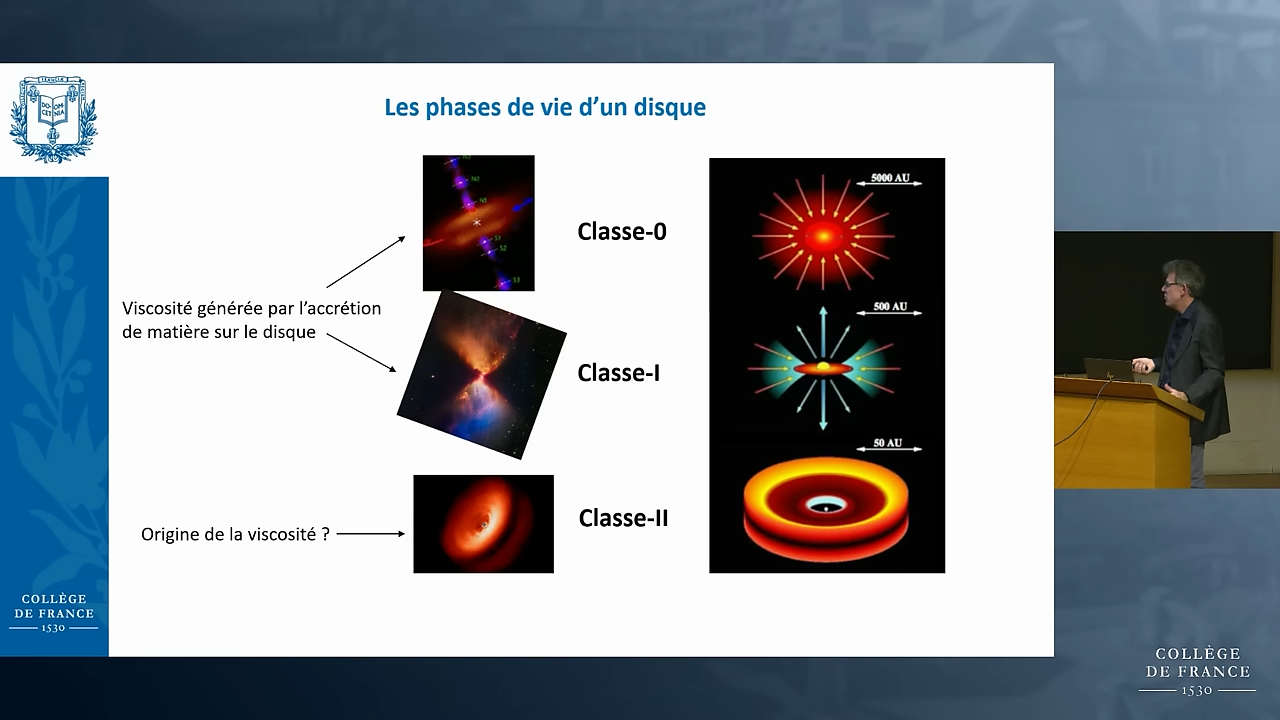 Les phases de vie d’un disque
5000 AU
Classe-0
500 AU
Viscosité générée par l’accrétion
de matière sur le disque
Classe-I
50 AU
Classe-II
Origine de la viscosité ?
COLLÈGE
DE FRANCE
1530
COLLÈGE
DE FRANCE
1530